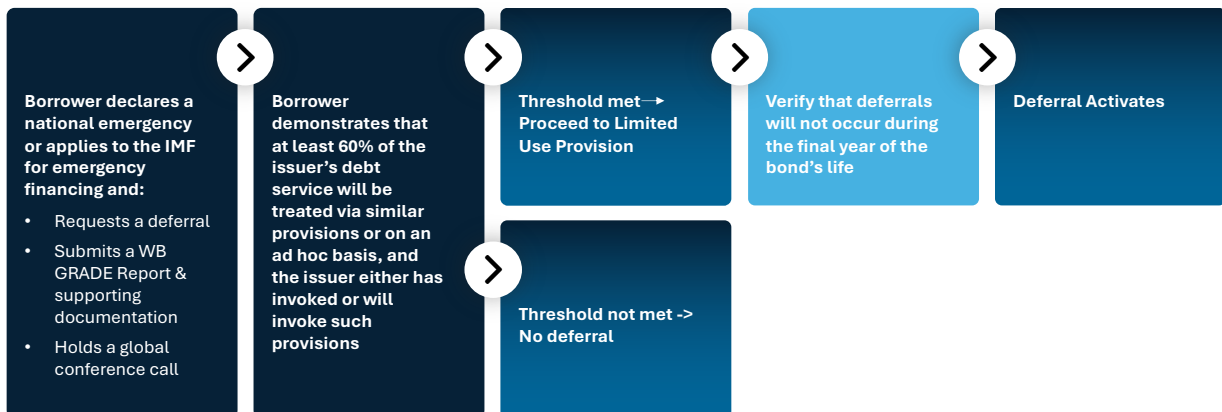 Borrower declares a
national emergency
or applies to the IMF
for emergency
financing and:
• Requests a deferral
• Submits a WB
GRADE Report &
supporting
documentation
• Holds a global
conference call
Borrower
demonstrates that
at least 60% of the
issuer’s debt
service will be
treated via similar
provisions or on an
ad hoc basis, and
the issuer either has
invoked or will
invoke such
provisions
Threshold met→
Proceed to Limited
Use Provision
Threshold not met ->
No deferral
Verify that deferrals
will not occur during
the final year of the
bond’s life
Deferral Activates